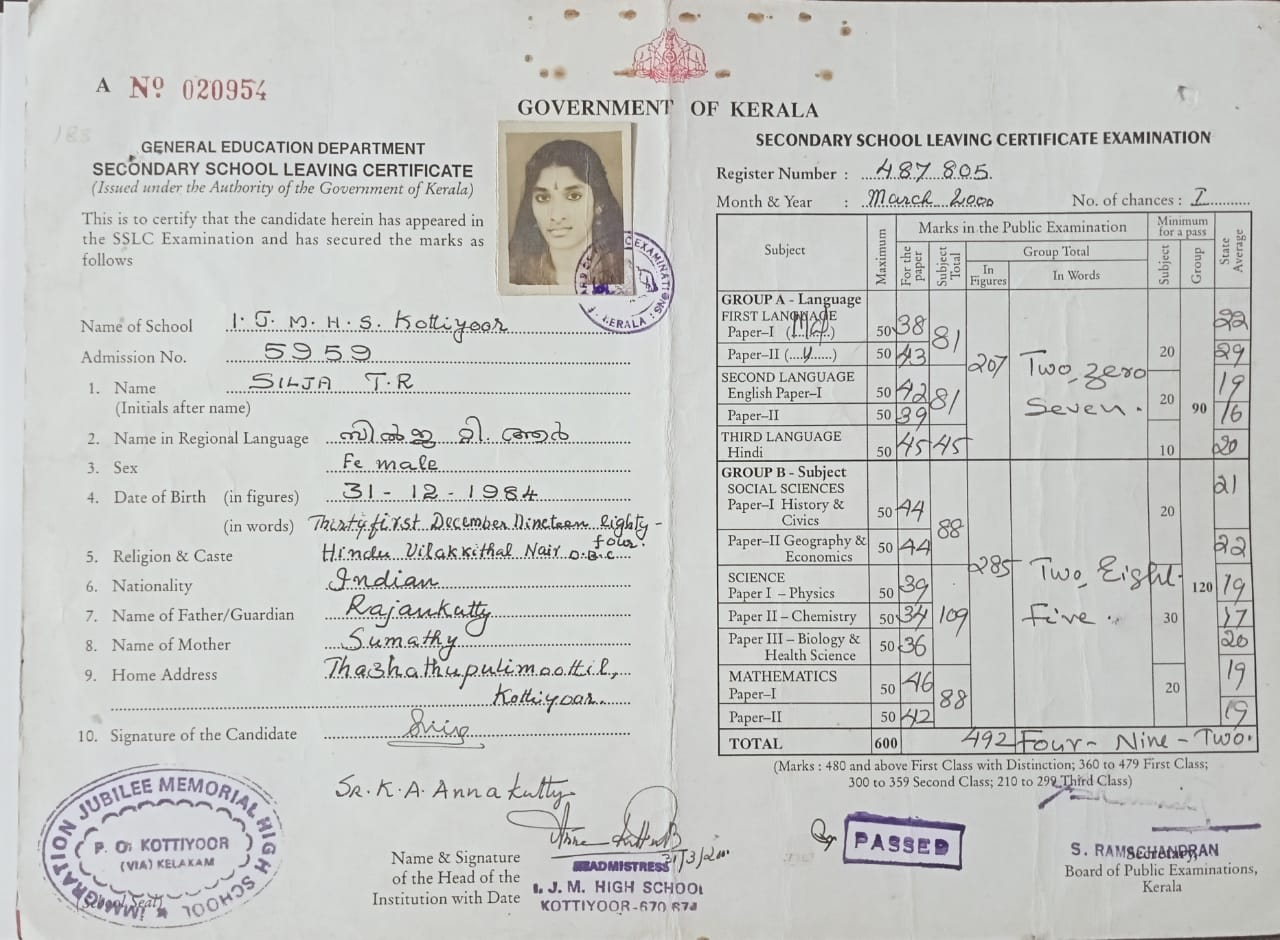 A Nº 020954
GOVERNMENT OF KERALA
GENERAL EDUCATION DEPARTMENT
SECONDARY SCHOOL LEAVING CERTIFICATE
(Issued under the Authority of the Government of Kerala)
This is to certify that the candidate herein has appeared in
the SSLC Examination and has secured the marks as
follows
Name of School I. J. M. H. S. Kottiyoor
Admission No. 5959
1. Name SILJA T.R
(Initials after name)
2. Name in Regional Language സിൽജ ടി. ആർ
3. Sex Female
4. Date of Birth (in figures) 31-12-1984
(in words) Thirtyfirst December Nineteen Eighty-
four.
5. Religion & Caste Hindu Vilakkithal Nair O.B.C
6. Nationality Indian
7. Name of Father/Guardian Rajankutty
8. Name of Mother Sumathy
9. Home Address Thazhathupulimoottil,
Kottiyoor.
10. Signature of the Candidate
SR. K. A. Annakutty
Name & Signature
of the Head of the
Institution with Date
31/3/2000
HEADMISTRESS
I. J. M. HIGH SCHOOL
KOTTIYOOR-670 674
IMMIGRATION JUBILEE MEMORIAL HIGH SCHOOL
P. O: KOTTIYOOR
(VIA) KELAKAM
(School Seal)
SECONDARY SCHOOL LEAVING CERTIFICATE EXAMINATION
Register Number : 487805.
Month & Year : March 2000 No. of chances : I
Subject Maximum Marks in the Public Examination Minimum for a pass State Average
For the paper Subject Total Group Total Subject Group
In Figures In Words
GROUP A - Language
FIRST LANGUAGE
Paper–I 50 38 81 22
Paper–II 50 43 20 29
207 Two zero Seven. 90
SECOND LANGUAGE
English Paper–I 50 42 81 19
Paper–II 50 39 20 16
THIRD LANGUAGE
Hindi 50 45 45 10 20
GROUP B - Subject
SOCIAL SCIENCES
Paper–I History & Civics 50 44 88 20 21
Paper–II Geography & Economics 50 44 22
285 Two Eight Five. 120
SCIENCE
Paper I – Physics 50 39 19
Paper II – Chemistry 50 34 109 30 17
Paper III – Biology & Health Science 50 36 20
MATHEMATICS
Paper–I 50 46 88 20 19
Paper–II 50 42 19
TOTAL 600 492 Four- Nine -Two.
(Marks : 480 and above First Class with Distinction; 360 to 479 First Class;
300 to 359 Second Class; 210 to 299 Third Class)
PASSED
S. RAMACHANDRAN
Secretary,
Board of Public Examinations,
Kerala